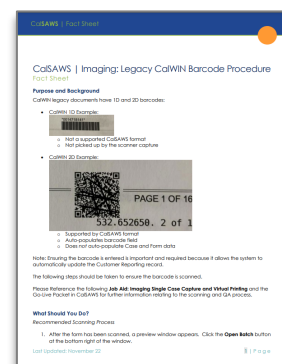 CalSAWS | Fact Sheet
CalSAWS | Imaging: Legacy CalWIN Barcode Procedure
Fact Sheet
Purpose and Background
CalWIN legacy documents have 1D and 2D barcodes:
• CalWIN 1D Example:
o Not a supported CalSAWS format
o Not picked up by the scanner capture
• CalWIN 2D Example:
PAGE 1 OF 16
532.652650. 2 of 1
o Supported by CalSAWS format
o Auto-populates barcode field
o Does not auto-populate Case and Form data
Note: Ensuring the barcode is entered is important and required because it allows the system to
automatically update the Customer Reporting record.
The following steps should be taken to ensure the barcode is scanned.
Please Reference the following Job Aid: Imaging Single Case Capture and Virtual Printing and the
Go-Live Packet in CalSAWS for further information relating to the scanning and QA process.
What Should You Do?
Recommended Scanning Process
1. After the form has been scanned, a preview window appears. Click the Open Batch button
at the bottom right of the window.
Last Updated: November 22
| Page